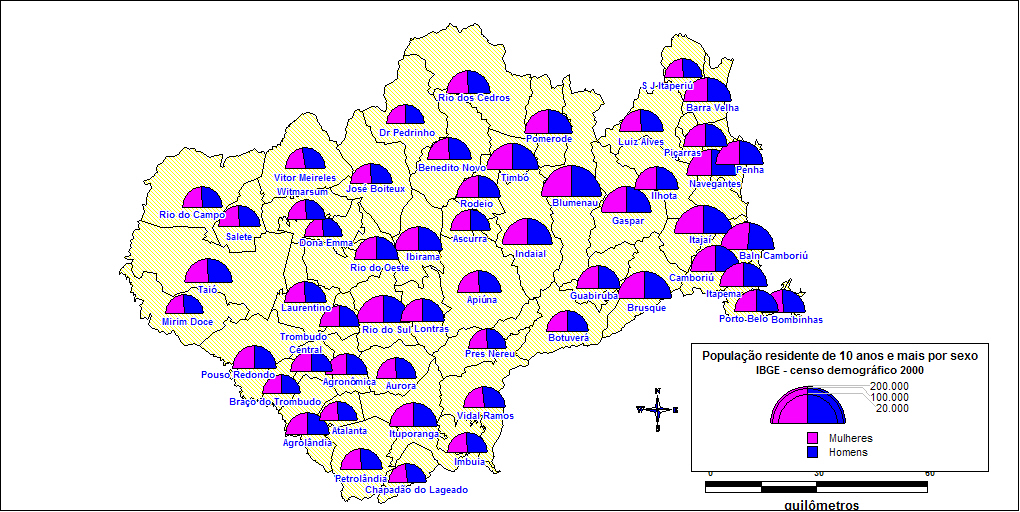 S J Itaperiú
Rio dos Cedros
Barra Velha
Dr Pedrinho
Pomerode
Luiz Alves
Piçarras
Benedito Novo
Penha
Vitor Meireles
Timbó
Navegantes
José Boiteux
Witmarsum
Ilhota
Rodeio
Blumenau
Rio do Campo
Gaspar
Salete
Dona Emma
Ascurra
Itajaí
Indaial
Baln Camboriú
Ibirama
Rio do Oeste
Camboriú
Taió
Itapema
Guabiruba
Apiúna
Laurentino
Brusque
Porto Belo
Bombinhas
Mirim Doce
Rio do Sul
Lontras
Trombudo
Central
Botuverá
Pres Nereu
Pouso Redondo
Agronômica
Aurora
Braço do Trombudo
Vidal Ramos
Atalanta
Ituporanga
Agrolândia
Imbuia
Petrolândia
Chapadão do Lageado
População residente de 10 anos e mais por sexo
IBGE - censo demográfico 2000
200.000
100.000
20.000
Mulheres
Homens
N
W E
S
0 30 60
quilômetros